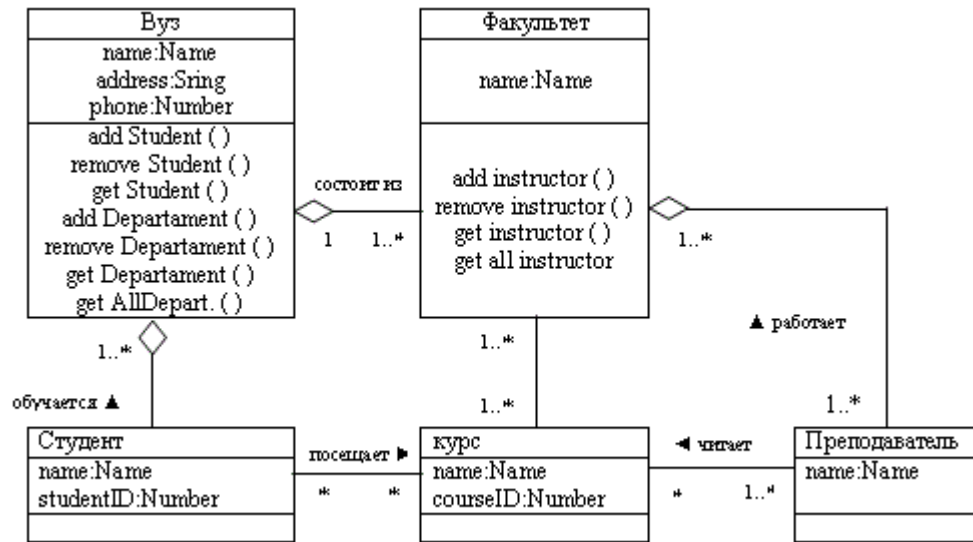 Вуз
name:Name
address:Sring
phone:Number
add Student ( )
remove Student ( )
get Student ( )
add Departament ( )
remove Departament ( )
get Departament ( )
get AllDepart. ( )
состоит из
1
1..*
Факультет
name:Name
add instructor ( )
remove instructor ( )
get instructor ( )
get all instructor
1..*
▲ работает
1..*
1..*
обучается ▲
1..*
1..*
Студент
name:Name
studentID:Number
посещает ►
*
*
курс
name:Name
courseID:Number
◄ читает
*
1..*
Преподаватель
name:Name